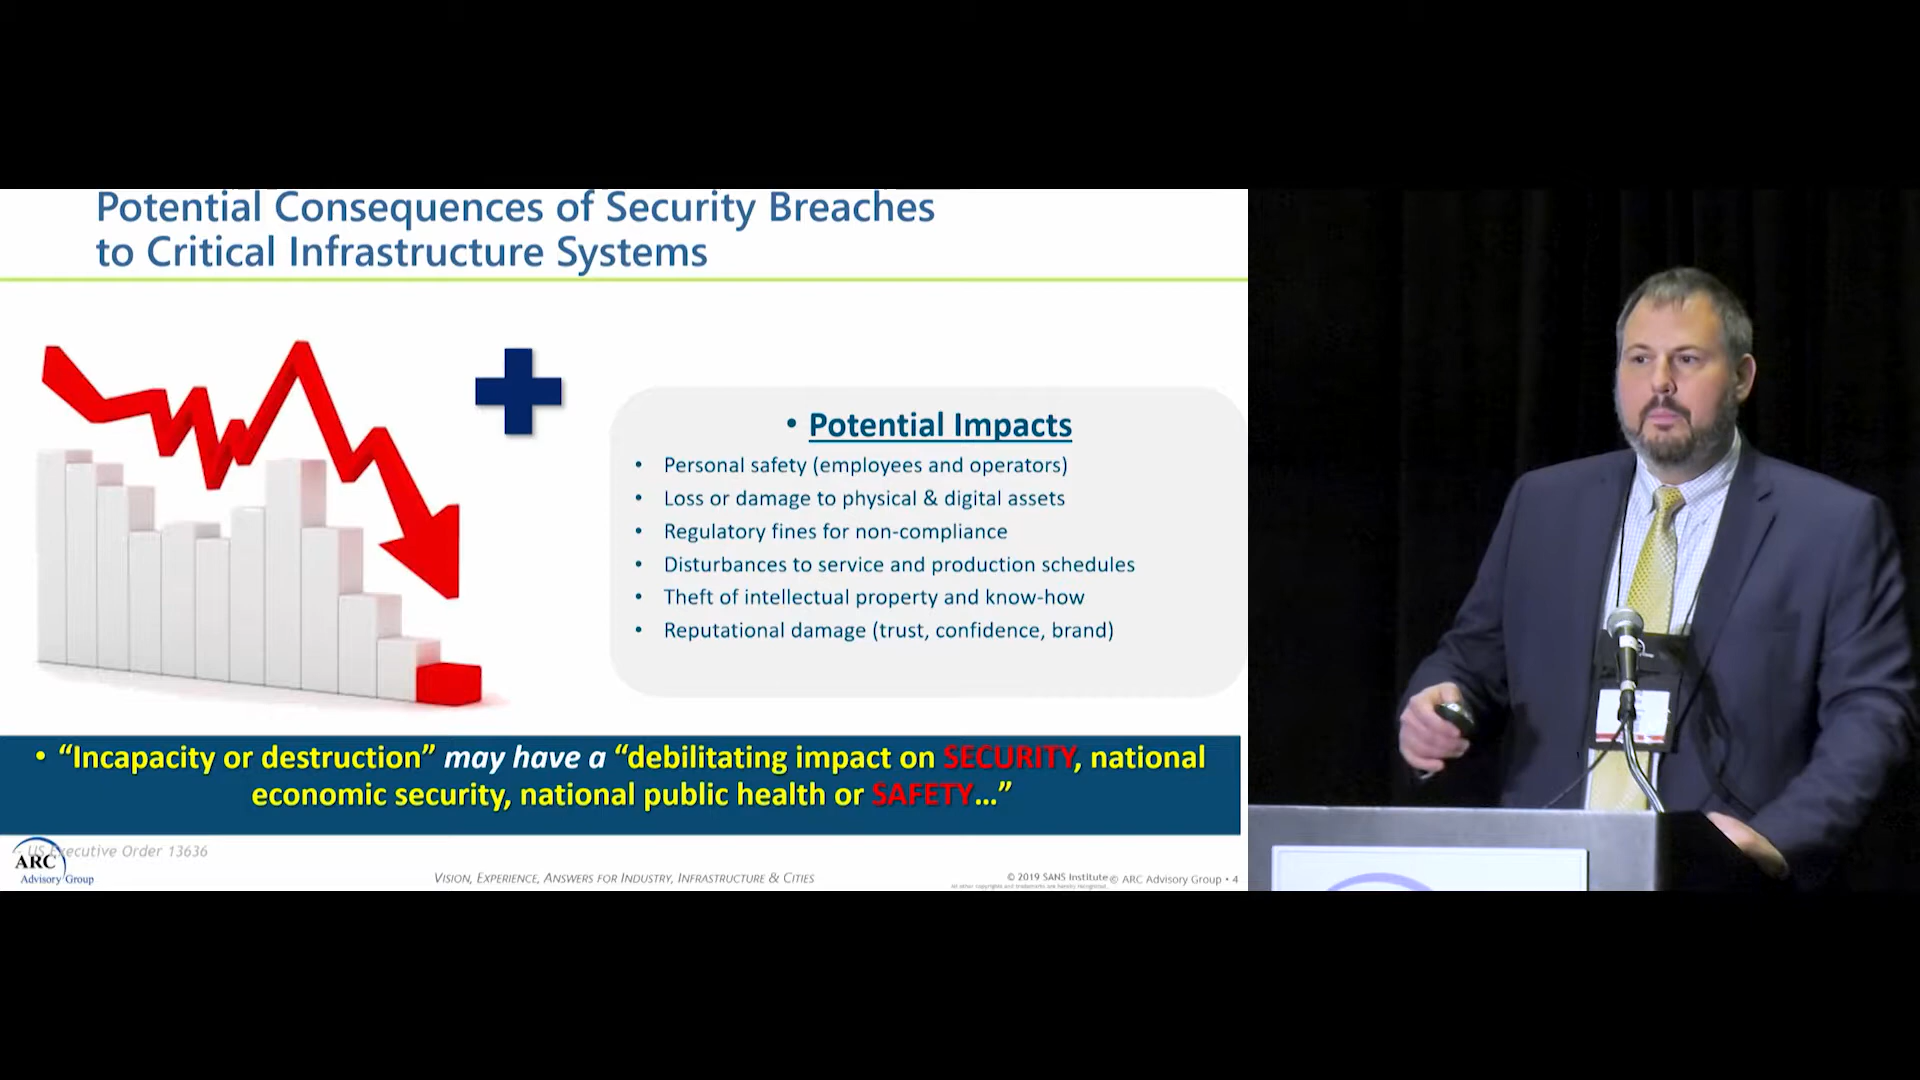 Potential Consequences of Security Breaches
to Critical Infrastructure Systems
• Potential Impacts
• Personal safety (employees and operators)
• Loss or damage to physical & digital assets
• Regulatory fines for non-compliance
• Disturbances to service and production schedules
• Theft of intellectual property and know-how
• Reputational damage (trust, confidence, brand)
• “Incapacity or destruction” may have a “debilitating impact on SECURITY, national
economic security, national public health or SAFETY…”
- US Executive Order 13636
ARC
Advisory Group
VISION, EXPERIENCE, ANSWERS FOR INDUSTRY, INFRASTRUCTURE & CITIES
© 2019 SANS Institute © ARC Advisory Group • 4